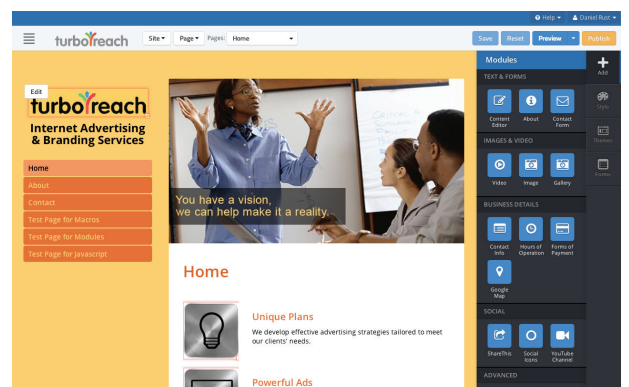 Help
Daniel Rust
turboreach
Site
Page
Pages:
Home
Save
Reset
Preview
Publish
Edit
turboreach
Internet Advertising
& Branding Services
Home
About
Contact
Test Page for Macros
Test Page for Modules
Test Page for Javascript
You have a vision,
we can help make it a reality.
Home
Unique Plans
We develop effective advertising strategies tailored to meet
our clients' needs.
Powerful Ads
Modules
TEXT & FORMS
Content
Editor
About
Contact
Form
IMAGES & VIDEO
Video
Image
Gallery
BUSINESS DETAILS
Contact
Info
Hours of
Operation
Forms of
Payment
Google
Map
SOCIAL
ShareThis
Social
Icons
YouTube
Channel
ADVANCED
Add
Style
Themes
Forms